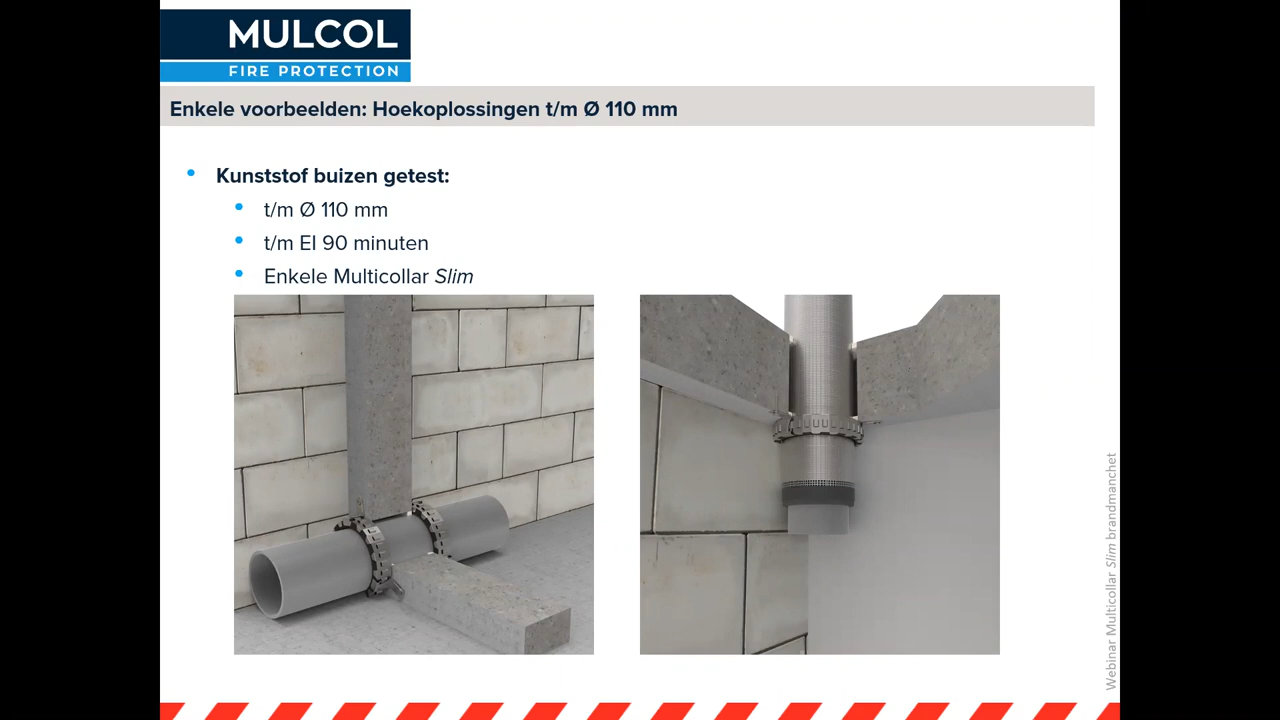 MULCOL
FIRE PROTECTION
Enkele voorbeelden: Hoekoplossingen t/m Ø 110 mm
Kunststof buizen getest:
t/m Ø 110 mm
t/m EI 90 minuten
Enkele Multicollar Slim
Webinar Multicollar Slim brandmanchet